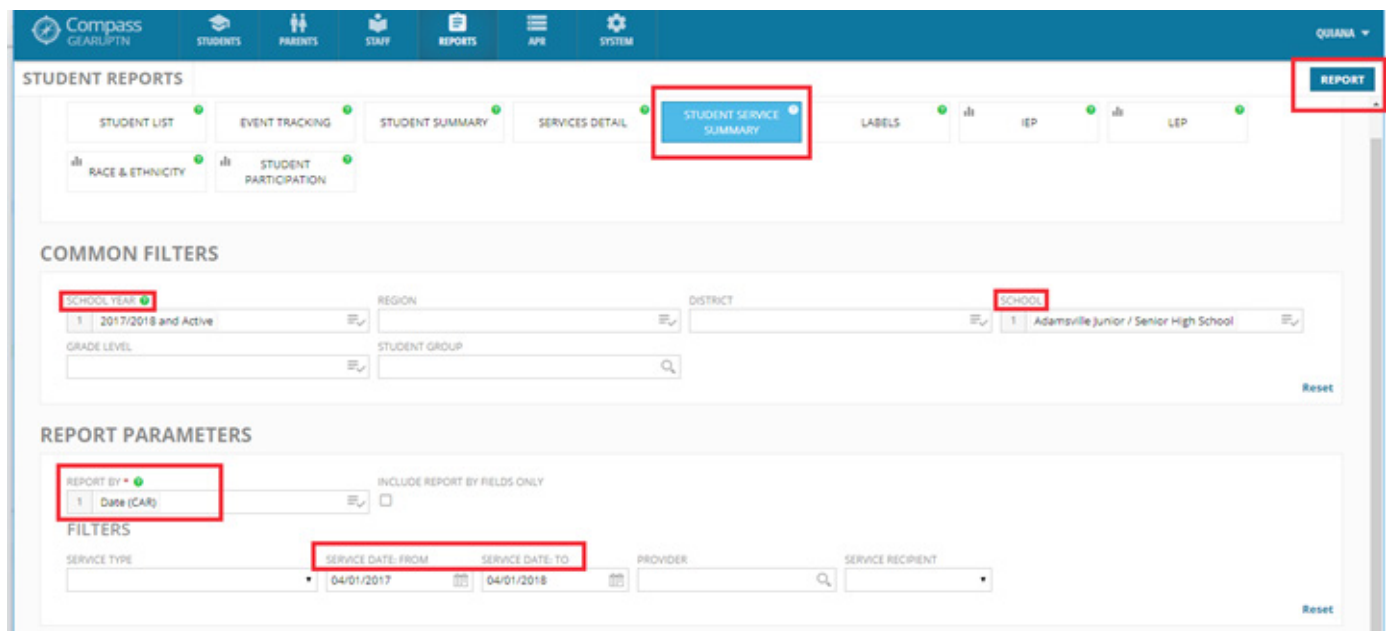 Compass
GEARUPTN
STUDENTS PARENTS STAFF REPORTS APR SYSTEM
QUIANA
STUDENT REPORTS
REPORT
STUDENT LIST EVENT TRACKING STUDENT SUMMARY SERVICES DETAIL STUDENT SERVICE SUMMARY LABELS IEP LEP
RACE & ETHNICITY STUDENT PARTICIPATION
COMMON FILTERS
SCHOOL YEAR REGION DISTRICT SCHOOL
1 2017/2018 and Active 1 Adamsville Junior / Senior High School
GRADE LEVEL STUDENT GROUP
Reset
REPORT PARAMETERS
REPORT BY * INCLUDE REPORT BY FIELDS ONLY
1 Date (CAR)
FILTERS
SERVICE TYPE SERVICE DATE: FROM SERVICE DATE: TO PROVIDER SERVICE RECIPIENT
04/01/2017 04/01/2018
Reset